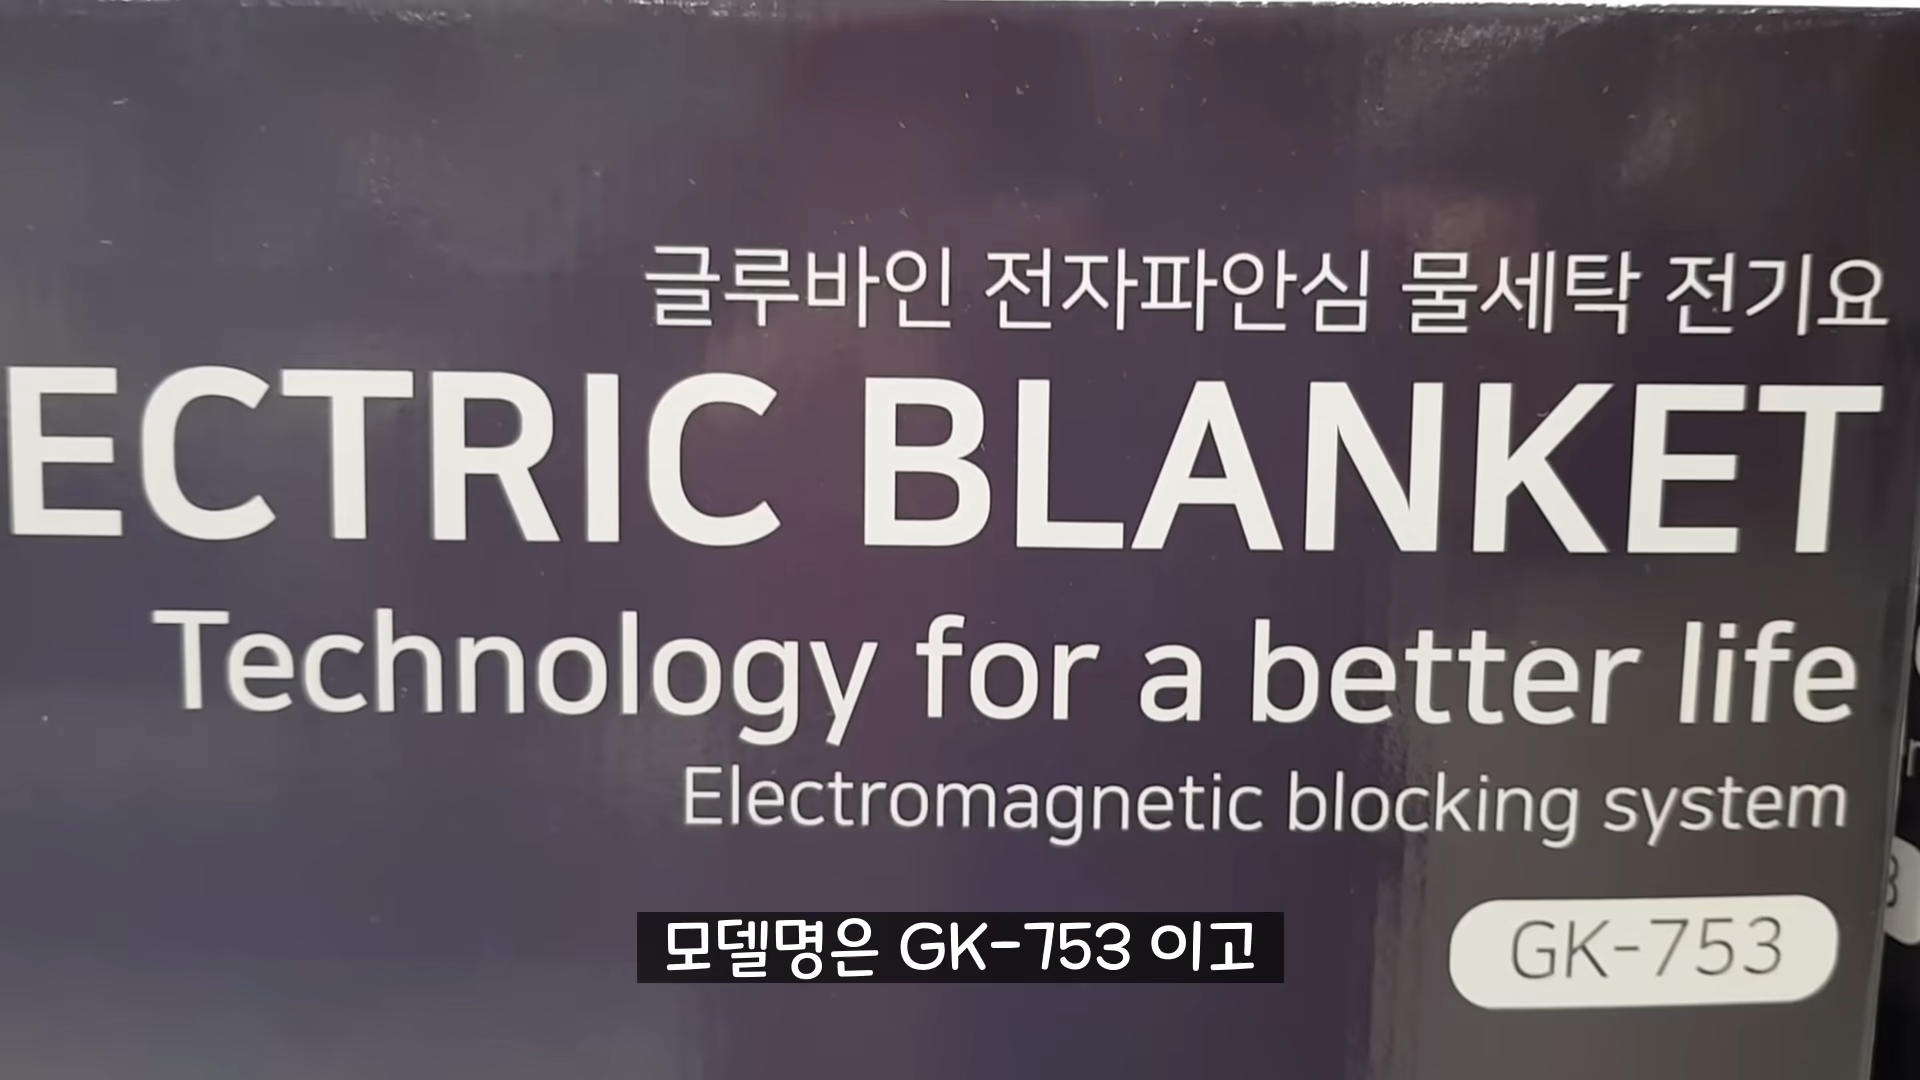 글루바인 전자파안심 물세탁 전기요
ECTRIC BLANKET
Technology for a better life
Electromagnetic blocking system
GK-753
모델명은 GK-753 이고